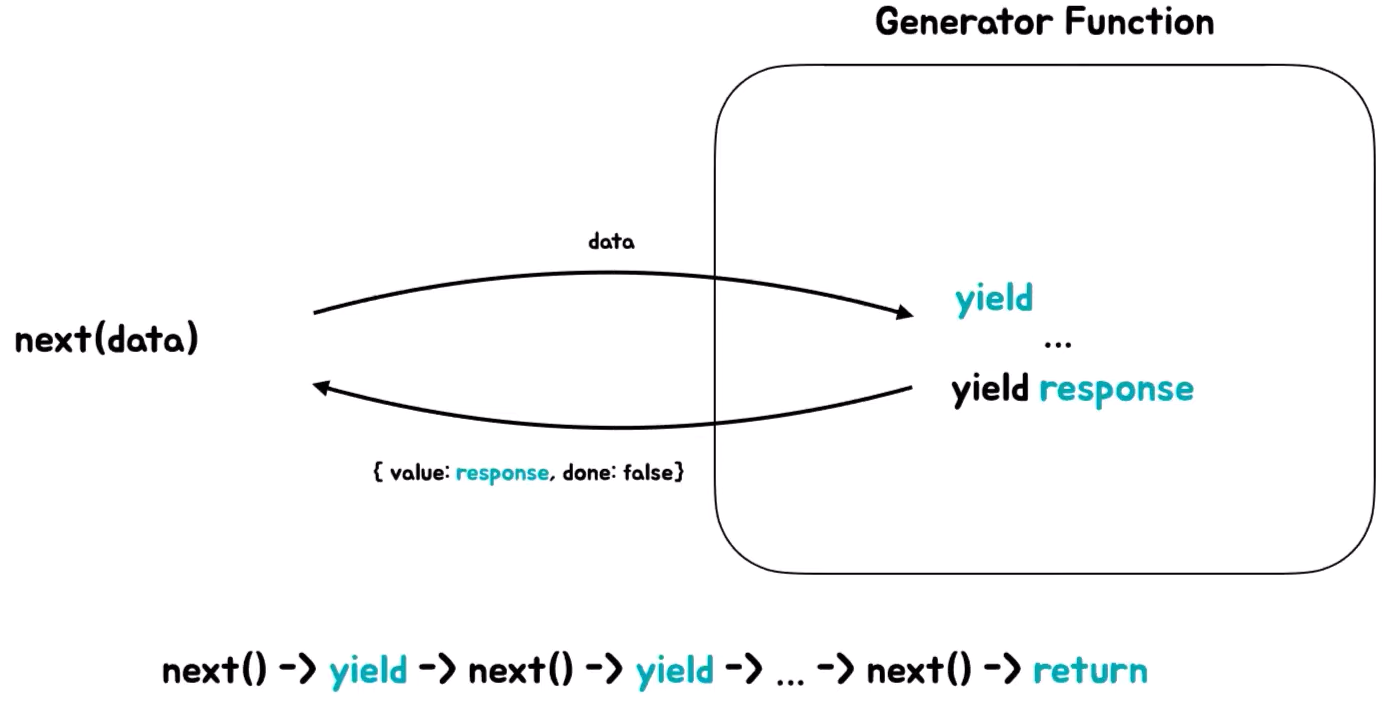 Generator Function
data
yield
next(data)
...
yield response
{ value: response, done: false}
next() -> yield -> next() -> yield -> ... -> next() -> return